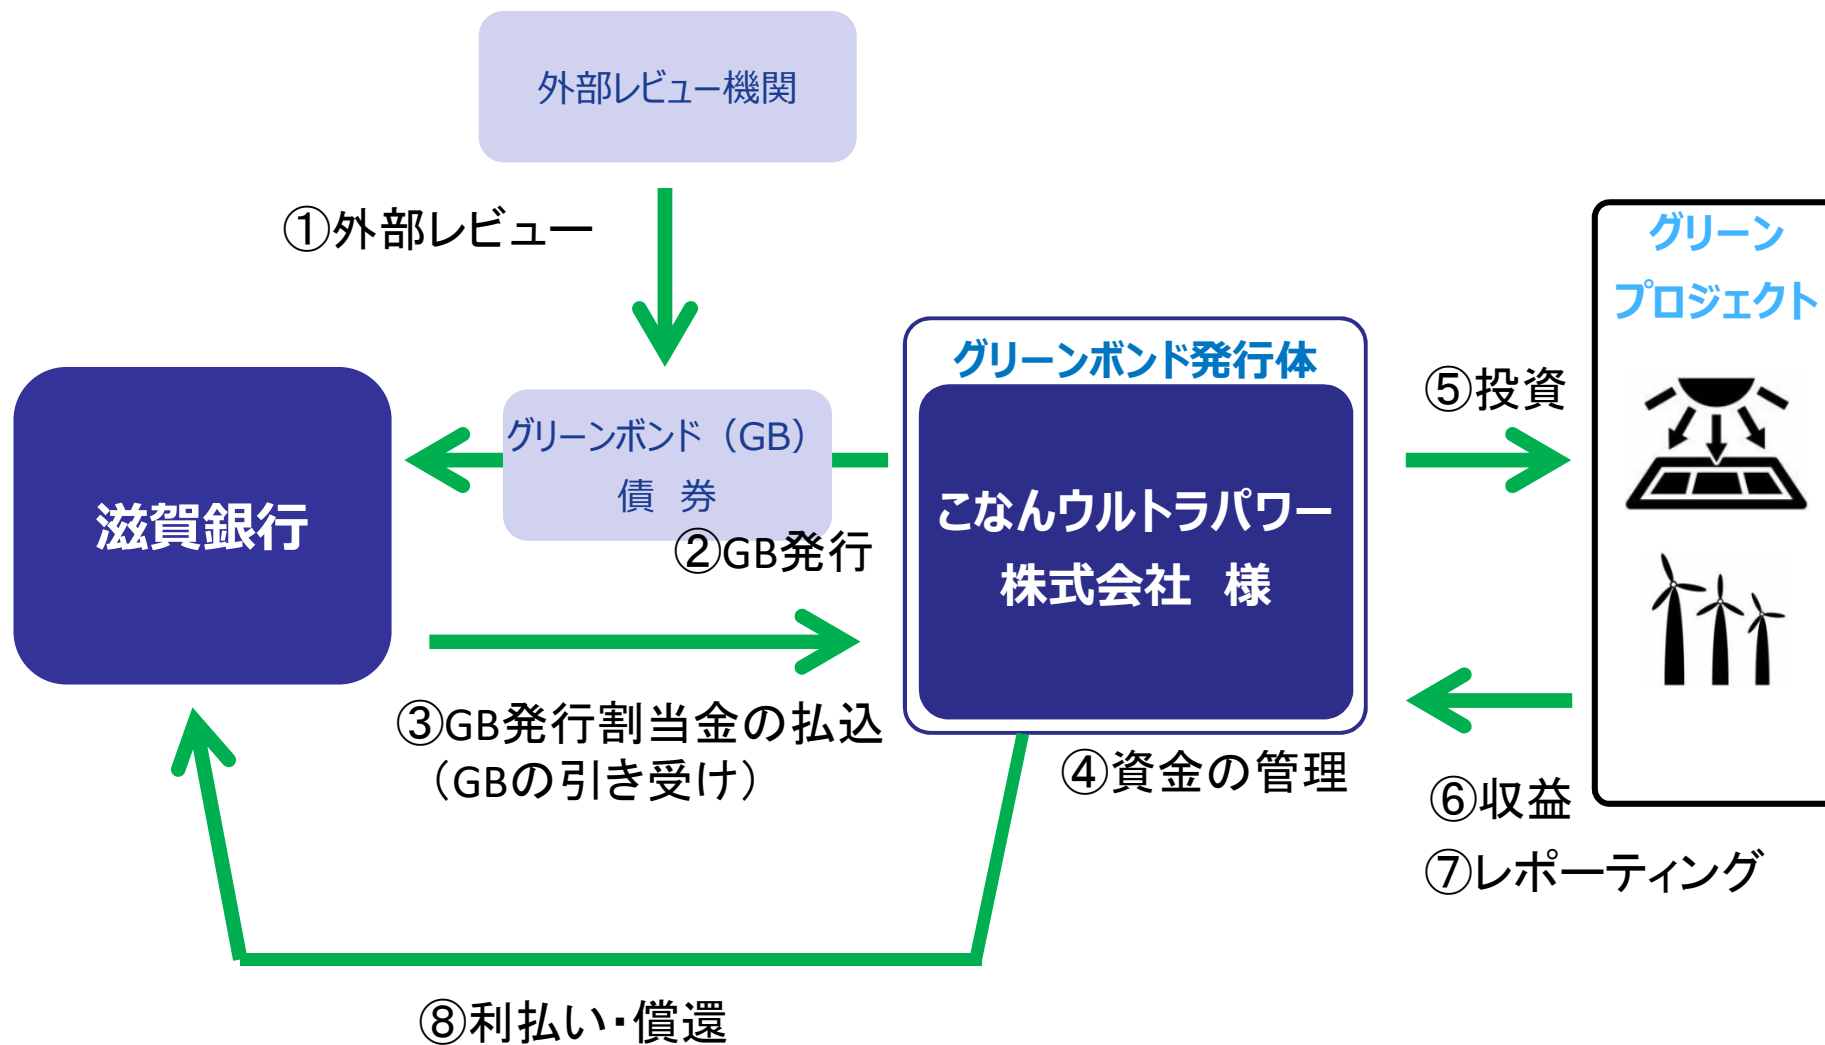 外部レビュー機関
①外部レビュー
グリーン
プロジェクト
グリーンボンド発行体
⑤投資
グリーンボンド（GB）
債　券
滋賀銀行
こなんウルトラパワー
株式会社　様
②GB発行
③GB発行割当金の払込
（GBの引き受け）
④資金の管理
⑥収益
⑦レポーティング
⑧利払い・償還